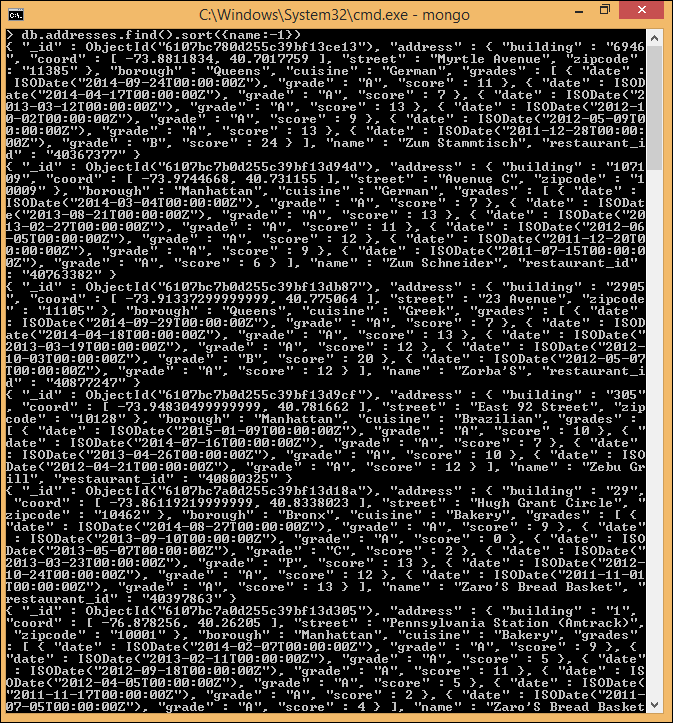 C:\Windows\System32\cmd.exe - mongo
> db.addresses.find().sort({name:-1})
{ "_id" : ObjectId("6107bc780d255c39bf13ce13"), "address" : { "building" : "6946
", "coord" : [ -73.8811834, 40.7017759 ], "street" : "Myrtle Avenue", "zipcode"
: "11385" }, "borough" : "Queens", "cuisine" : "German", "grades" : [ { "date" :
 ISODate("2014-09-24T00:00:00Z"), "grade" : "A", "score" : 11 }, { "date" : ISOD
ate("2014-04-17T00:00:00Z"), "grade" : "A", "score" : 7 }, { "date" : ISODate("2
013-03-12T00:00:00Z"), "grade" : "A", "score" : 13 }, { "date" : ISODate("2012-1
0-02T00:00:00Z"), "grade" : "A", "score" : 9 }, { "date" : ISODate("2012-05-09T0
0:00:00Z"), "grade" : "A", "score" : 13 }, { "date" : ISODate("2011-12-28T00:00:
00Z"), "grade" : "B", "score" : 24 } ], "name" : "Zum Stammtisch", "restaurant_i
d" : "40367377" }
{ "_id" : ObjectId("6107bc7b0d255c39bf13d94d"), "address" : { "building" : "1071
09", "coord" : [ -73.9744668, 40.731155 ], "street" : "Avenue C", "zipcode" : "1
0009" }, "borough" : "Manhattan", "cuisine" : "German", "grades" : [ { "date" :
ISODate("2014-03-04T00:00:00Z"), "grade" : "A", "score" : 7 }, { "date" : ISODat
e("2013-08-21T00:00:00Z"), "grade" : "A", "score" : 13 }, { "date" : ISODate("20
13-02-27T00:00:00Z"), "grade" : "A", "score" : 11 }, { "date" : ISODate("2012-06
-05T00:00:00Z"), "grade" : "A", "score" : 12 }, { "date" : ISODate("2011-12-20T0
0:00:00Z"), "grade" : "A", "score" : 9 }, { "date" : ISODate("2011-07-15T00:00:0
0Z"), "grade" : "A", "score" : 6 } ], "name" : "Zum Schneider", "restaurant_id"
: "40763382" }
{ "_id" : ObjectId("6107bc7b0d255c39bf13db87"), "address" : { "building" : "2905
", "coord" : [ -73.91337299999999, 40.775064 ], "street" : "23 Avenue", "zipcode
" : "11105" }, "borough" : "Queens", "cuisine" : "Greek", "grades" : [ { "date"
: ISODate("2014-09-29T00:00:00Z"), "grade" : "A", "score" : 7 }, { "date" : ISOD
ate("2014-04-18T00:00:00Z"), "grade" : "A", "score" : 13 }, { "date" : ISODate("
2013-03-19T00:00:00Z"), "grade" : "A", "score" : 12 }, { "date" : ISODate("2012-
10-03T00:00:00Z"), "grade" : "B", "score" : 20 }, { "date" : ISODate("2012-05-07
T00:00:00Z"), "grade" : "A", "score" : 12 } ], "name" : "Zorba'S", "restaurant_i
d" : "40877247" }
{ "_id" : ObjectId("6107bc7b0d255c39bf13d9cf"), "address" : { "building" : "305"
, "coord" : [ -73.94830499999999, 40.781662 ], "street" : "East 92 Street", "zip
code" : "10128" }, "borough" : "Manhattan", "cuisine" : "Brazilian", "grades" :
[ { "date" : ISODate("2015-01-09T00:00:00Z"), "grade" : "A", "score" : 10 }, { "
date" : ISODate("2014-07-16T00:00:00Z"), "grade" : "A", "score" : 7 }, { "date"
: ISODate("2013-04-26T00:00:00Z"), "grade" : "A", "score" : 10 }, { "date" : ISO
Date("2012-04-21T00:00:00Z"), "grade" : "A", "score" : 12 } ], "name" : "Zebu Gr
ill", "restaurant_id" : "40800325" }
{ "_id" : ObjectId("6107bc7a0d255c39bf13d18a"), "address" : { "building" : "29",
 "coord" : [ -73.86119219999999, 40.8338023 ], "street" : "Hugh Grant Circle", "
zipcode" : "10462" }, "borough" : "Bronx", "cuisine" : "Bakery", "grades" : [ {
"date" : ISODate("2014-08-27T00:00:00Z"), "grade" : "A", "score" : 9 }, { "date"
 : ISODate("2013-09-10T00:00:00Z"), "grade" : "A", "score" : 0 }, { "date" : ISO
Date("2013-05-07T00:00:00Z"), "grade" : "C", "score" : 2 }, { "date" : ISODate("
2013-03-23T00:00:00Z"), "grade" : "P", "score" : 13 }, { "date" : ISODate("2012-
10-24T00:00:00Z"), "grade" : "A", "score" : 12 }, { "date" : ISODate("2011-11-01
T00:00:00Z"), "grade" : "A", "score" : 13 } ], "name" : "Zaro'S Bread Basket", "
restaurant_id" : "40397863" }
{ "_id" : ObjectId("6107bc7a0d255c39bf13d305"), "address" : { "building" : "1",
"coord" : [ -76.878256, 40.26205 ], "street" : "Pennsylvania Station (Amtrack)",
 "zipcode" : "10001" }, "borough" : "Manhattan", "cuisine" : "Bakery", "grades"
: [ { "date" : ISODate("2014-02-07T00:00:00Z"), "grade" : "A", "score" : 9 }, {
"date" : ISODate("2013-02-11T00:00:00Z"), "grade" : "A", "score" : 5 }, { "date"
 : ISODate("2012-09-18T00:00:00Z"), "grade" : "A", "score" : 11 }, { "date" : IS
ODate("2012-04-05T00:00:00Z"), "grade" : "A", "score" : 5 }, { "date" : ISODate(
"2011-11-17T00:00:00Z"), "grade" : "A", "score" : 2 }, { "date" : ISODate("2011-
07-05T00:00:00Z"), "grade" : "A", "score" : 4 } ], "name" : "Zaro'S Bread Basket